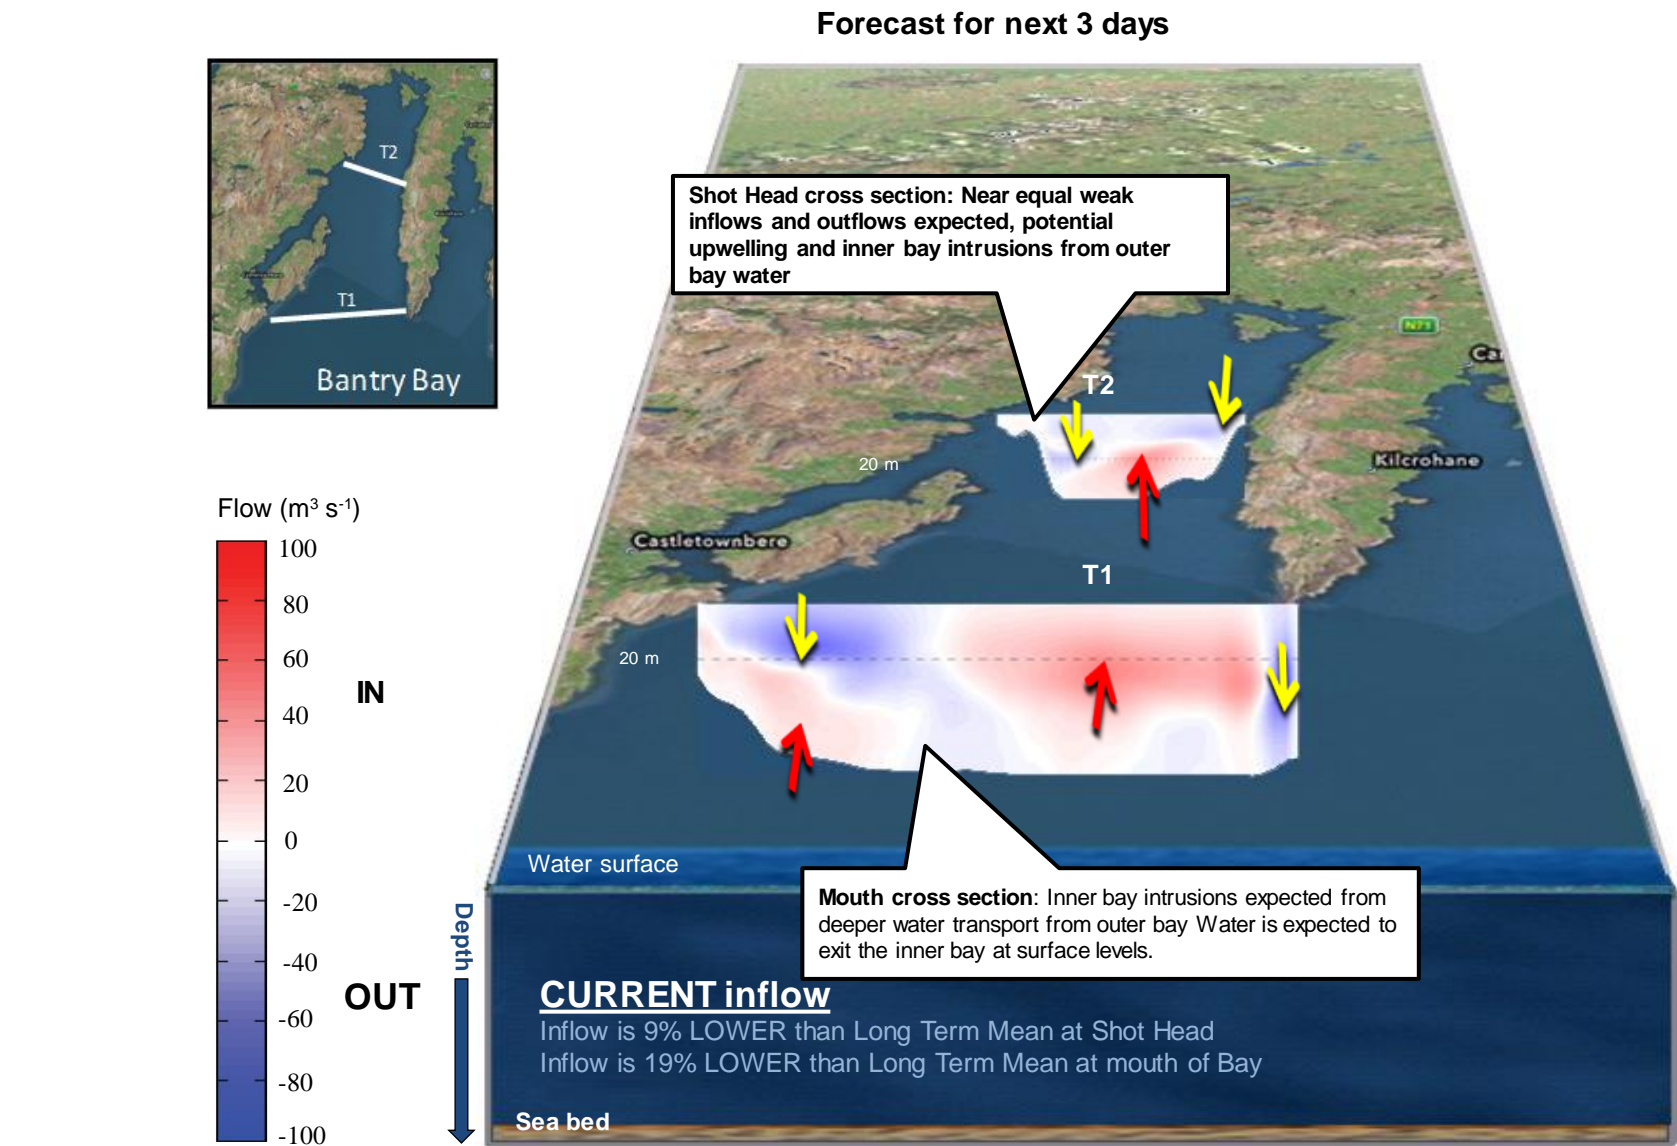 Forecast for next 3 days
T2
T1
Bantry Bay
Shot Head cross section: Near equal weak
inflows and outflows expected, potential
upwelling and inner bay intrusions from outer
bay water
N71
Ca
T2
20 m
Kilcrohane
Castletownbere
T1
20 m
Flow (m³ s⁻¹)
100
80
60
40
20
0
-20
-40
-60
-80
-100
IN
OUT
Water surface
Depth
Mouth cross section: Inner bay intrusions expected from
deeper water transport from outer bay Water is expected to
exit the inner bay at surface levels.
CURRENT inflow
Inflow is 9% LOWER than Long Term Mean at Shot Head
Inflow is 19% LOWER than Long Term Mean at mouth of Bay
Sea bed